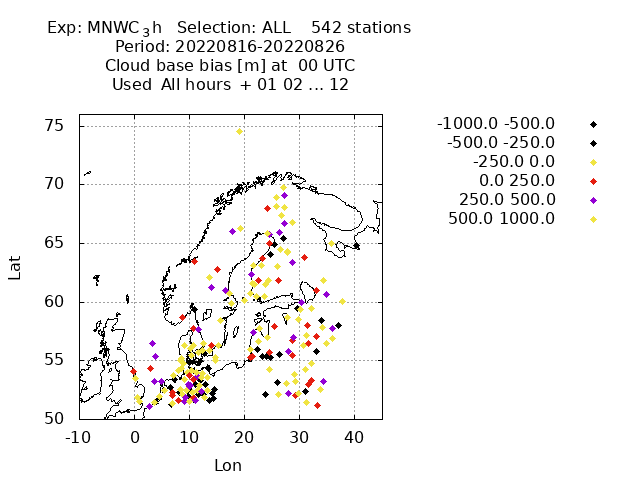 Exp: MNWC_3h   Selection: ALL    542 stations
Period: 20220816-20220826
Cloud base bias [m] at  00 UTC
Used  All hours  + 01 02 ... 12
-1000.0 -500.0
-500.0 -250.0
-250.0 0.0
0.0 250.0
250.0 500.0
500.0 1000.0
75
70
65
60
55
50
Lat
-10 0 10 20 30 40
Lon